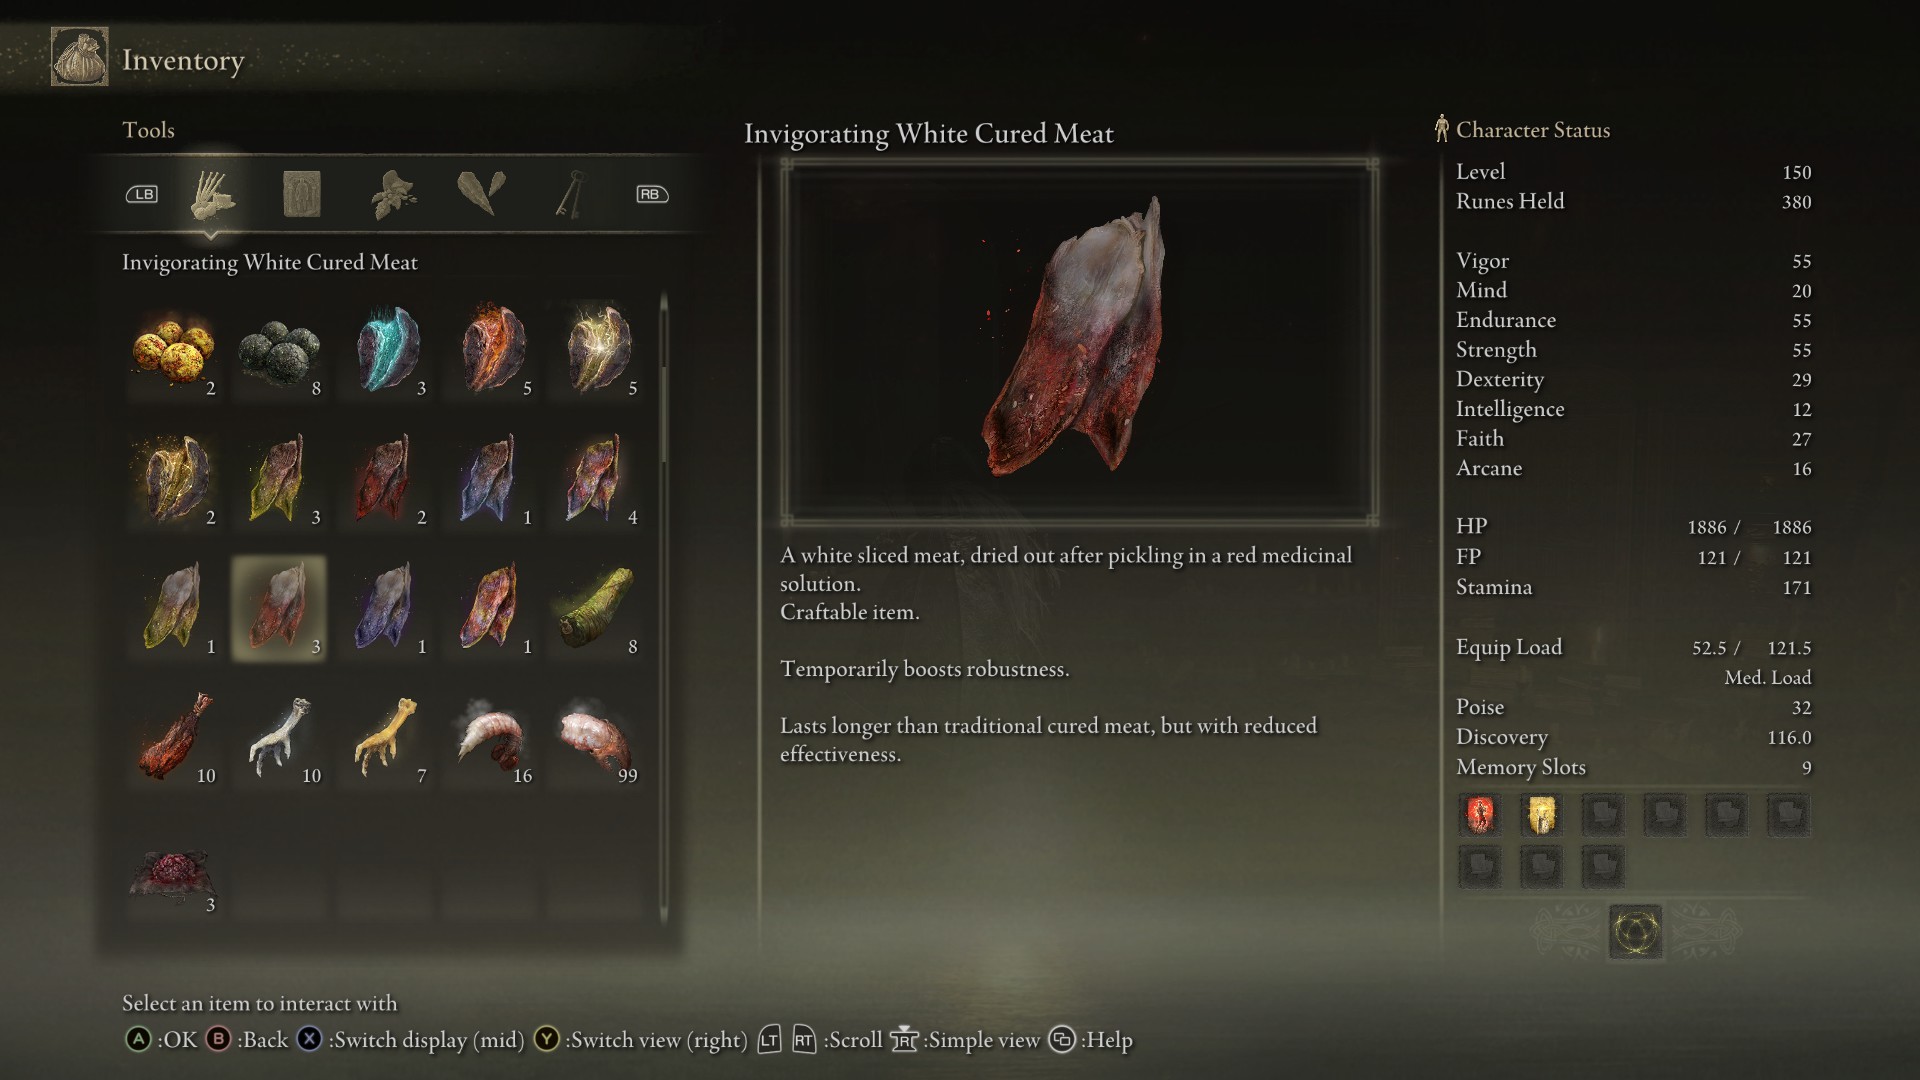 Inventory
Tools
LB
RB
Invigorating White Cured Meat
2 8 3 5 5
2 3 2 1 4
1 3 1 1 8
10 10 7 16 99
3
Invigorating White Cured Meat
A white sliced meat, dried out after pickling in a red medicinal
solution.
Craftable item.
Temporarily boosts robustness.
Lasts longer than traditional cured meat, but with reduced
effectiveness.
Character Status
Level 150
Runes Held 380
Vigor 55
Mind 20
Endurance 55
Strength 55
Dexterity 29
Intelligence 12
Faith 27
Arcane 16
HP 1886 / 1886
FP 121 / 121
Stamina 171
Equip Load 52.5 / 121.5
Med. Load
Poise 32
Discovery 116.0
Memory Slots 9
Select an item to interact with
A :OK B :Back X :Switch display (mid) Y :Switch view (right) LT RT :Scroll R :Simple view :Help